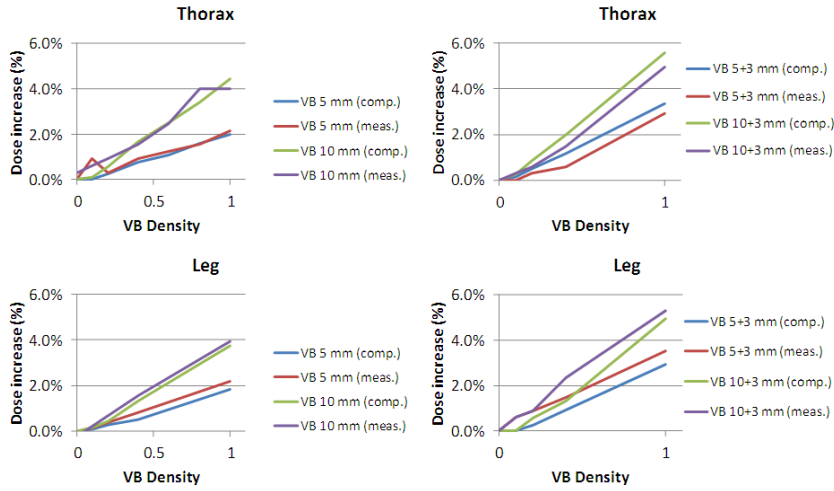 Thorax
6.0%
4.0%
2.0%
0.0%
Dose increase (%)
0
0.5
1
VB Density
VB 5 mm (comp.)
VB 5 mm (meas.)
VB 10 mm (comp.)
VB 10 mm (meas.)
Thorax
6.0%
4.0%
2.0%
0.0%
Dose increase (%)
0
1
VB Density
VB 5+3 mm (comp.)
VB 5+3 mm (meas.)
VB 10+3 mm (comp.)
VB 10+3 mm (meas.)
Leg
6.0%
4.0%
2.0%
0.0%
Dose increase (%)
0
0.5
1
VB Density
VB 5 mm (comp.)
VB 5 mm (meas.)
VB 10 mm (comp.)
VB 10 mm (meas.)
Leg
6.0%
4.0%
2.0%
0.0%
Dose increase (%)
0
1
VB Density
VB 5+3 mm (comp.)
VB 5+3 mm (meas.)
VB 10+3 mm (comp.)
VB 10+3 mm (meas.)